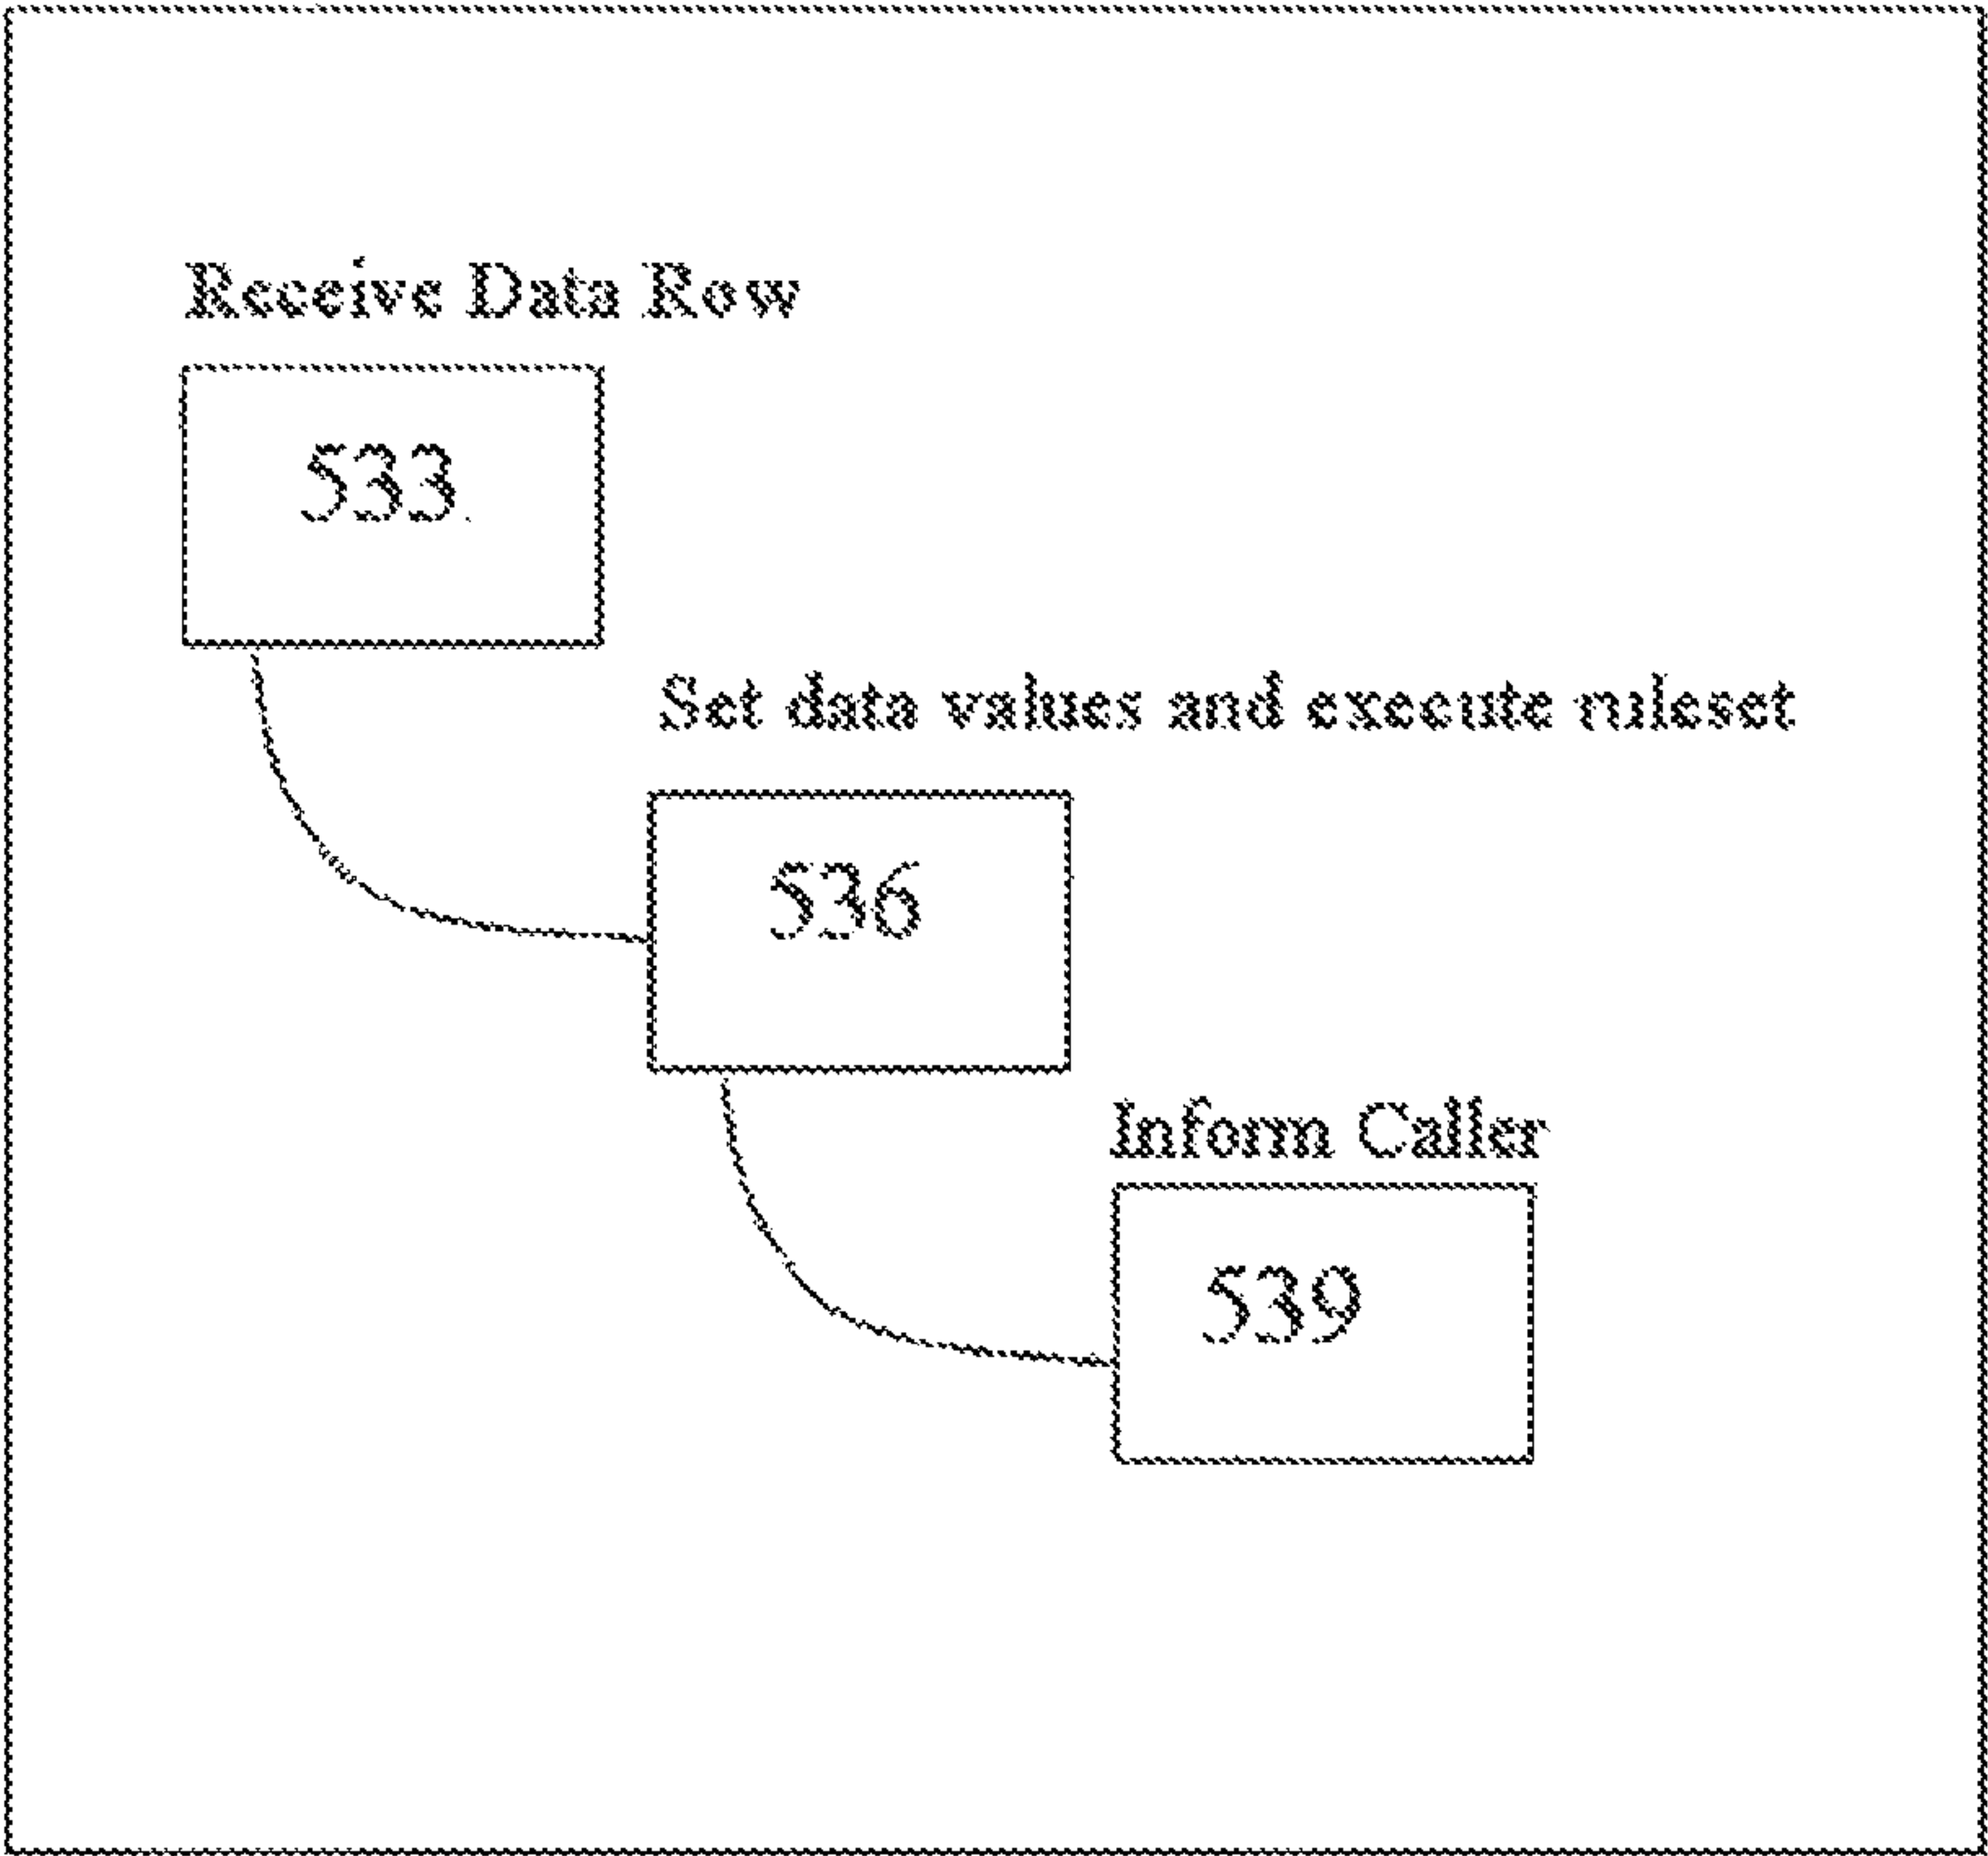 Receive Data Row
533.
Set data values and execute ruleset
536
Inform Caller
539